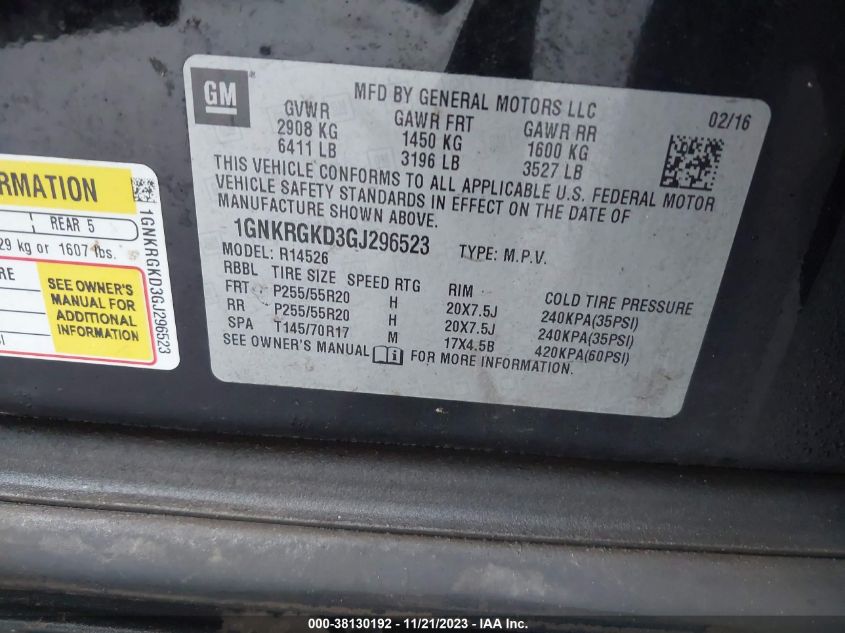 GM
®
MFD BY GENERAL MOTORS LLC
02/16
GVWR GAWR FRT GAWR RR
2908 KG 1450 KG 1600 KG
6411 LB 3196 LB 3527 LB
THIS VEHICLE CONFORMS TO ALL APPLICABLE U.S. FEDERAL MOTOR
VEHICLE SAFETY STANDARDS IN EFFECT ON THE DATE OF
MANUFACTURE SHOWN ABOVE.
1GNKRGKD3GJ296523 TYPE: M.P.V.
MODEL: R14526
RBBL TIRE SIZE SPEED RTG RIM COLD TIRE PRESSURE
FRT P255/55R20 H 20X7.5J 240KPA(35PSI)
RR P255/55R20 H 20X7.5J 240KPA(35PSI)
SPA T145/70R17 M 17X4.5B 420KPA(60PSI)
SEE OWNER'S MANUAL i FOR MORE INFORMATION.
RMATION
REAR 5
29 kg or 1607 lbs.
RE
SEE OWNER'S
MANUAL FOR
ADDITIONAL
INFORMATION
SI
1GNKRGKD3GJ296523
000-38130192 - 11/21/2023 - IAAI, Inc.